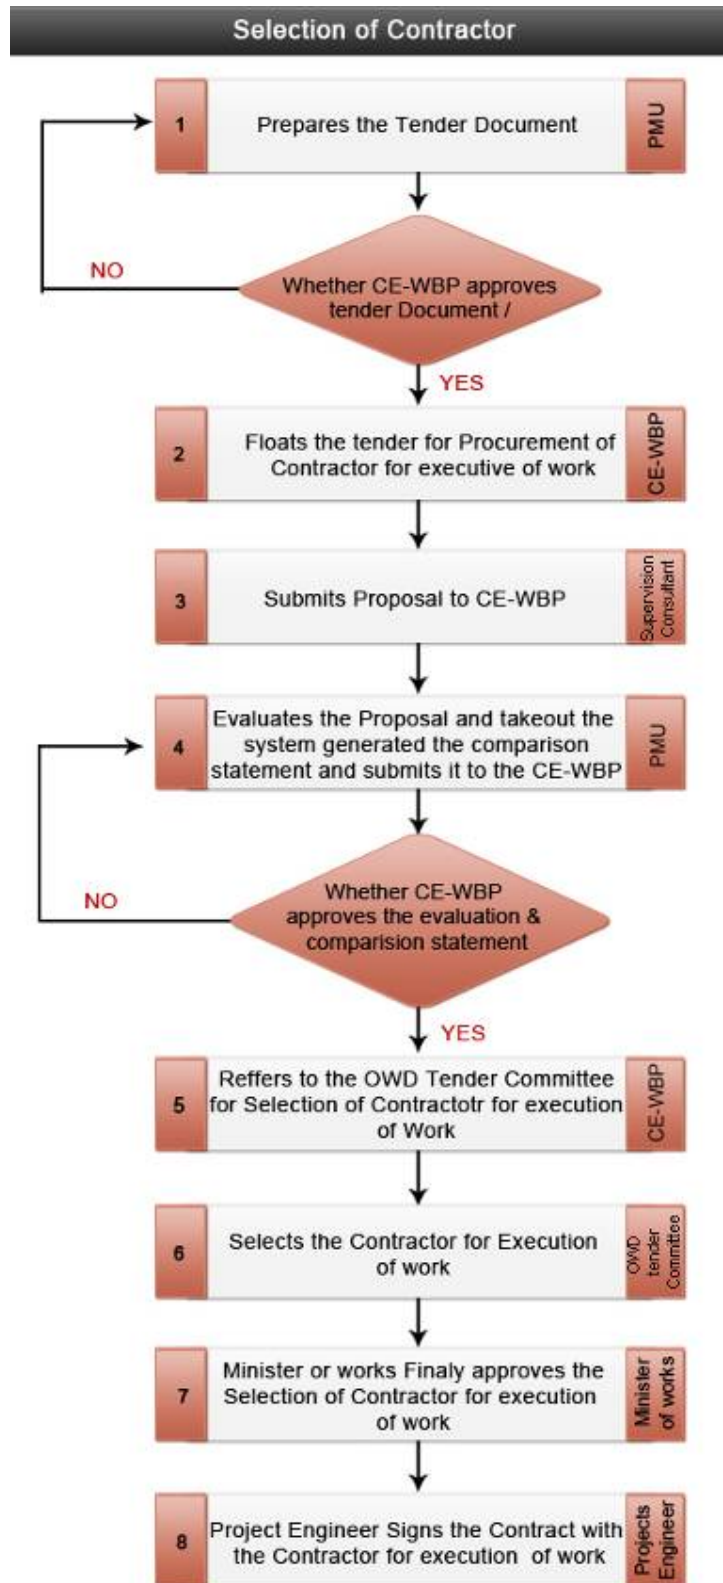 Selection of Contractor
1
Prepares the Tender Document
PMU
NO
Whether CE-WBP approves
tender Document /
YES
2
Floats the tender for Procurement of
Contractor for executive of work
CE-WBP
3
Submits Proposal to CE-WBP
Supervision
Consultant
4
Evaluates the Proposal and takeout the
system generated the comparison
statement and submits it to the CE-WBP
PMU
NO
Whether CE-WBP
approves the evaluation &
comparision statement
YES
5
Reffers to the OWD Tender Committee
for Selection of Contractotr for execution
of Work
CE-WBP
6
Selects the Contractor for Execution
of work
OWD
tender
Committee
7
Minister or works Finaly approves the
Selection of Contractor for execution
of work
Minister
of works
8
Project Engineer Signs the Contract with
the Contractor for execution of work
Projects
Engineer